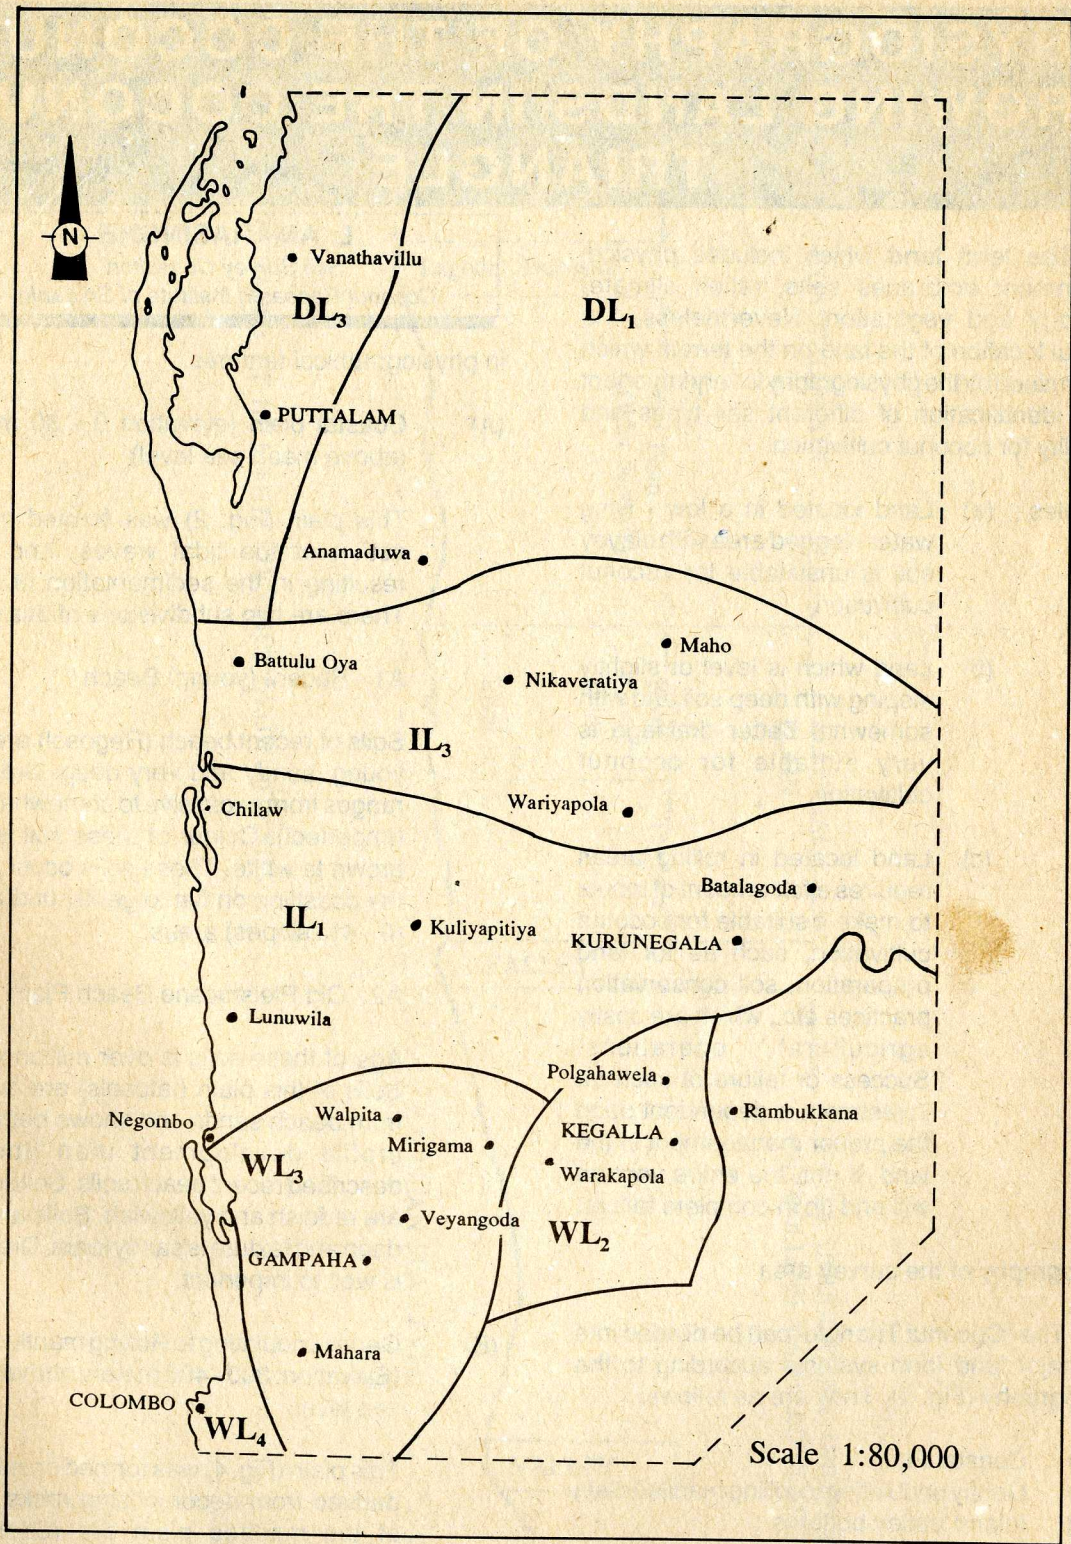 N
Vanathavillu
DL₃
DL₁
PUTTALAM
Anamaduwa
Maho
Battulu Oya
Nikaveratiya
IL₃
Wariyapola
Chilaw
Batalagoda
IL₁
Kuliyapitiya
KURUNEGALA
Lunuwila
Polgahawela
Walpita
Rambukkana
Negombo
KEGALLA
Mirigama
WL₃
Warakapola
Veyangoda
WL₂
GAMPAHA
Mahara
COLOMBO
WL₄
Scale 1:80,000